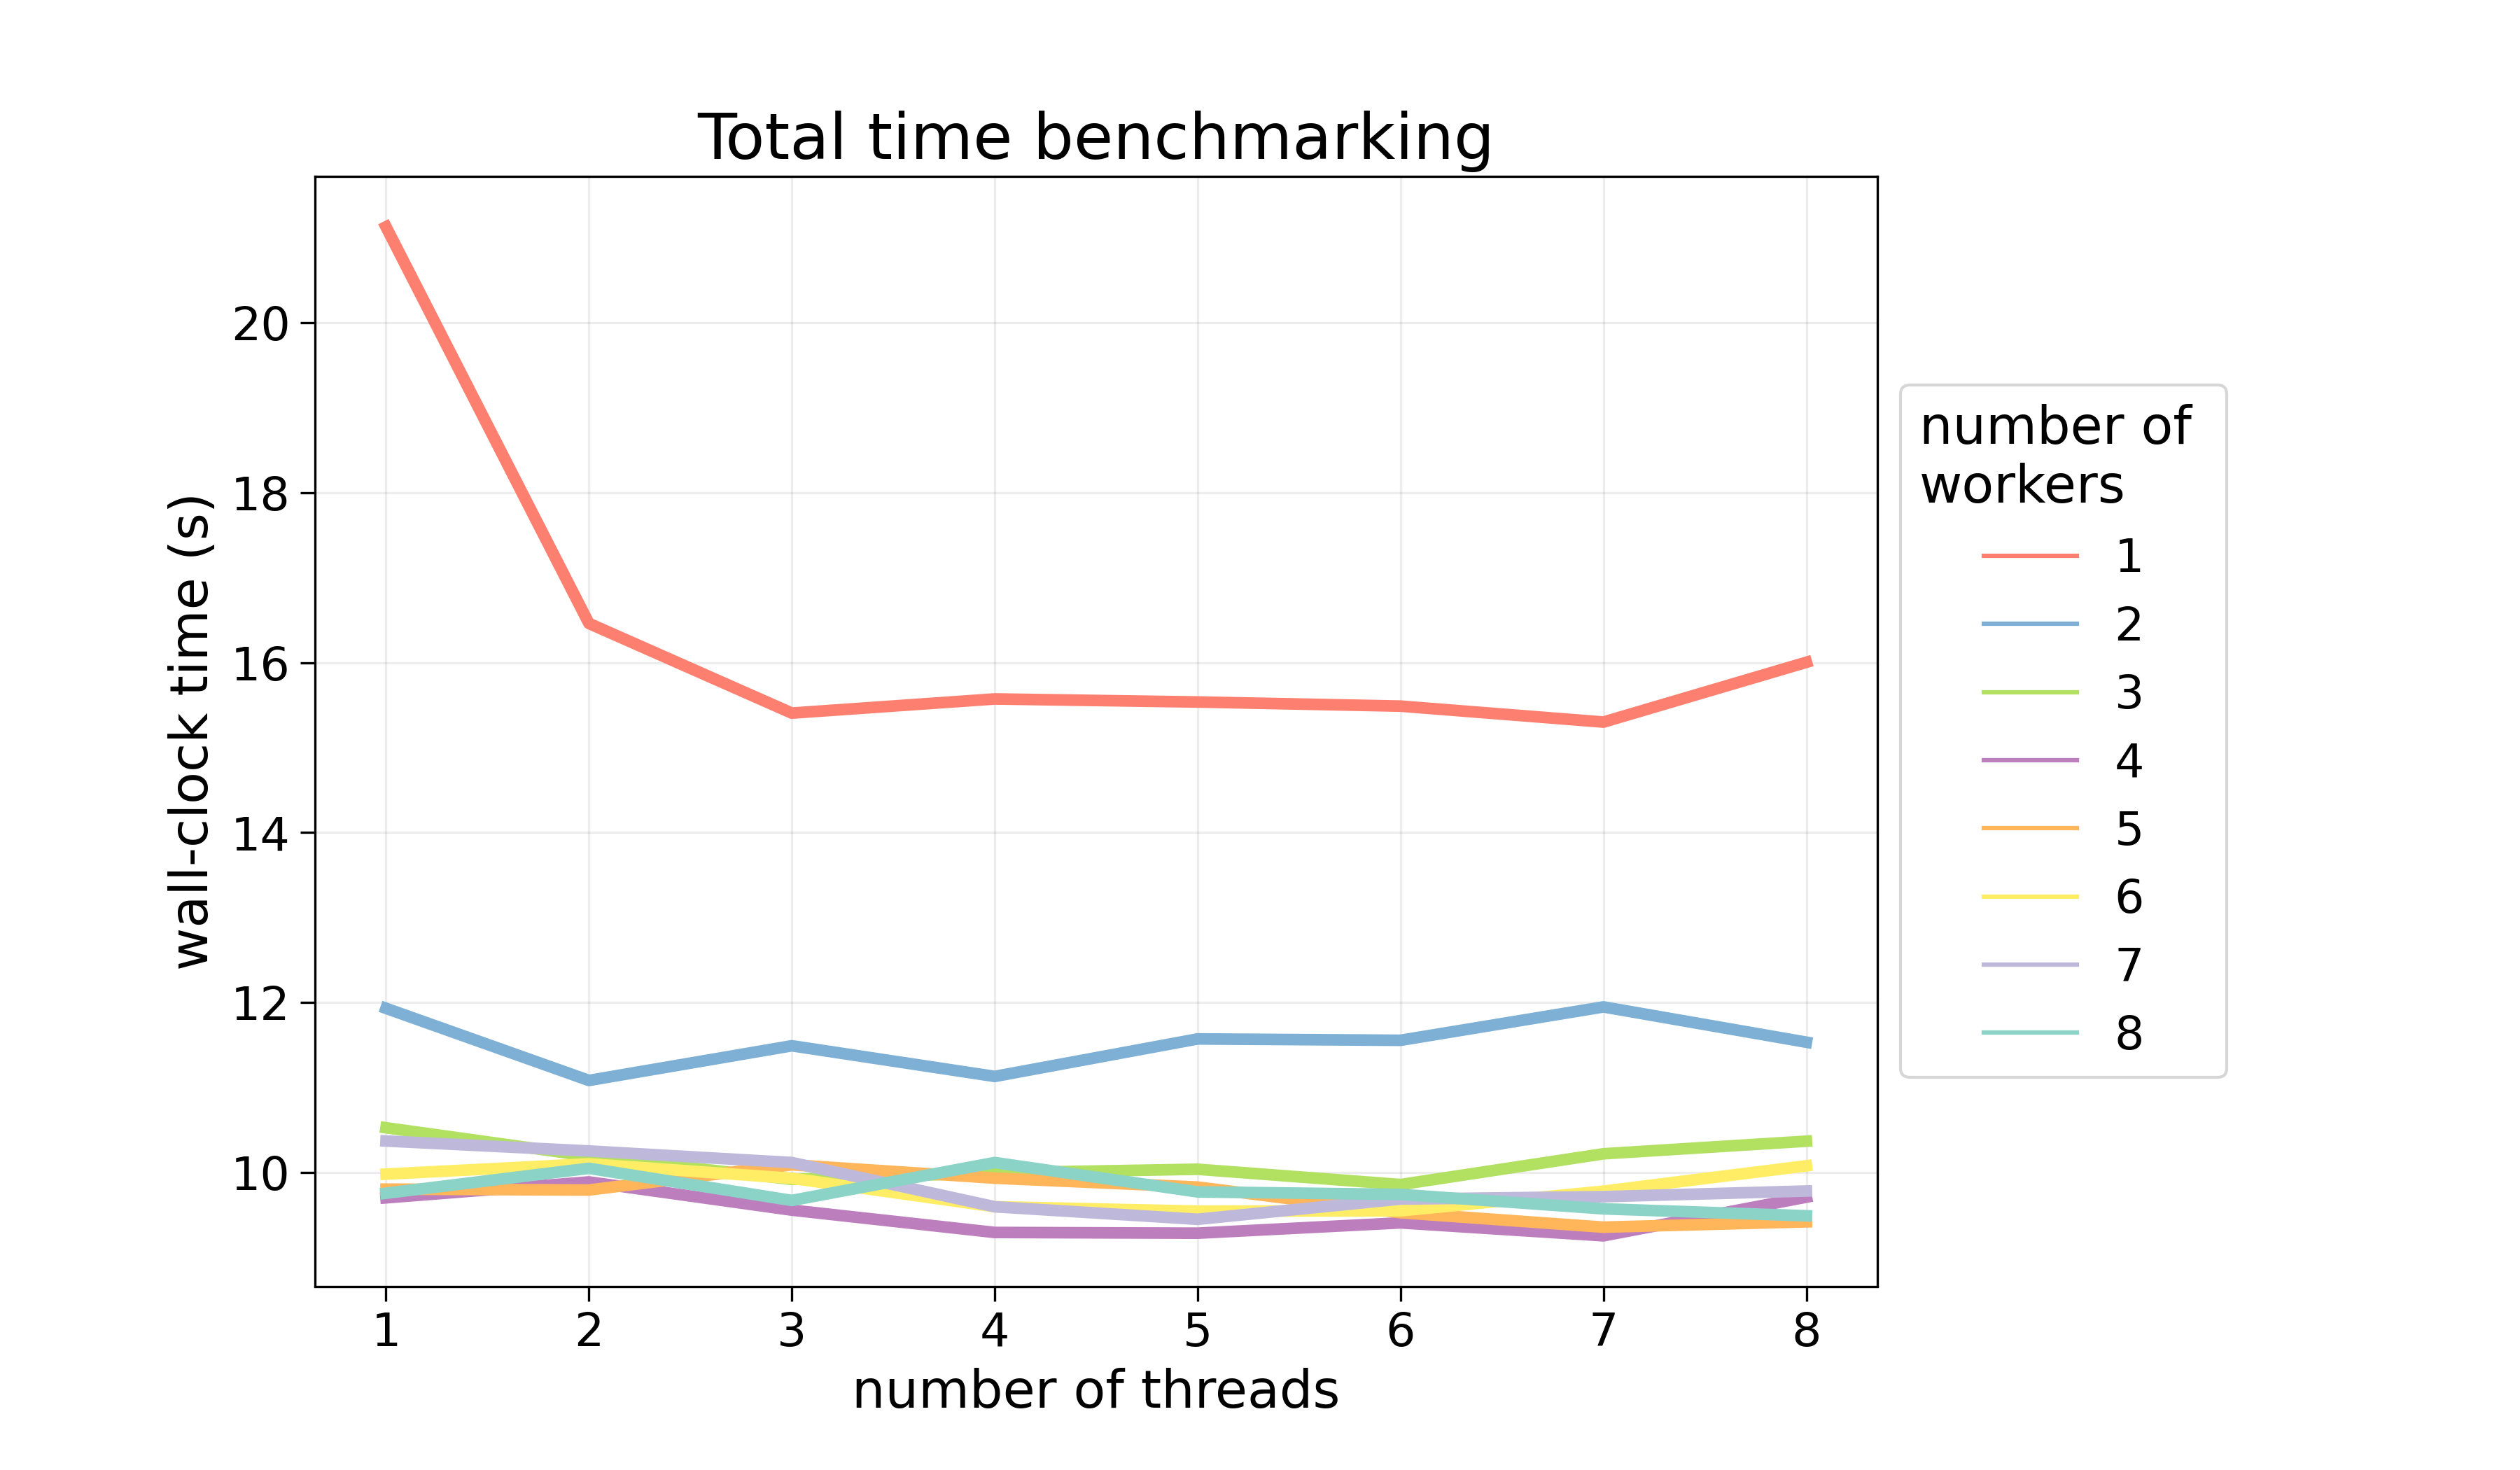 Total time benchmarking
wall-clock time (s)
20
18
16
14
12
10
1 2 3 4 5 6 7 8
number of threads
number of
workers
1
2
3
4
5
6
7
8